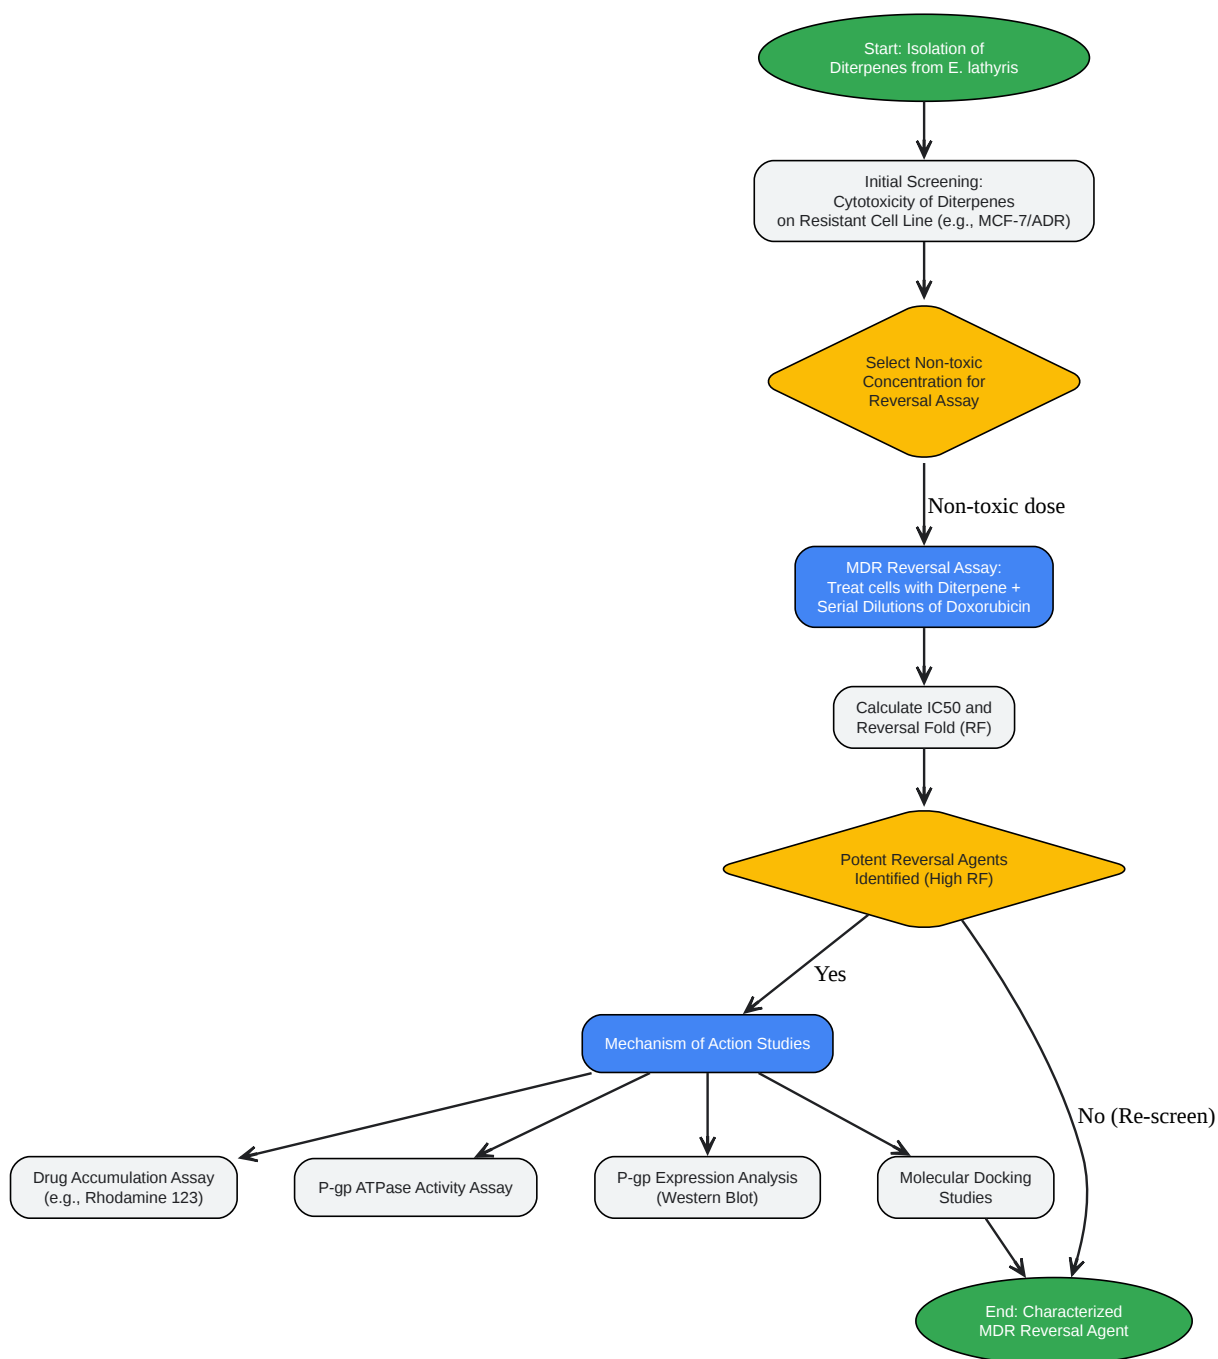 Start: Isolation of
Diterpenes from E. lathyris
Initial Screening:
Cytotoxicity of Diterpenes
on Resistant Cell Line (e.g., MCF-7/ADR)
Select Non-toxic
Concentration for
Reversal Assay
Non-toxic dose
MDR Reversal Assay:
Treat cells with Diterpene +
Serial Dilutions of Doxorubicin
Calculate IC50 and
Reversal Fold (RF)
Potent Reversal Agents
Identified (High RF)
Yes
Mechanism of Action Studies
No (Re-screen)
Drug Accumulation Assay
(e.g., Rhodamine 123)
P-gp ATPase Activity Assay
P-gp Expression Analysis
(Western Blot)
Molecular Docking
Studies
End: Characterized
MDR Reversal Agent